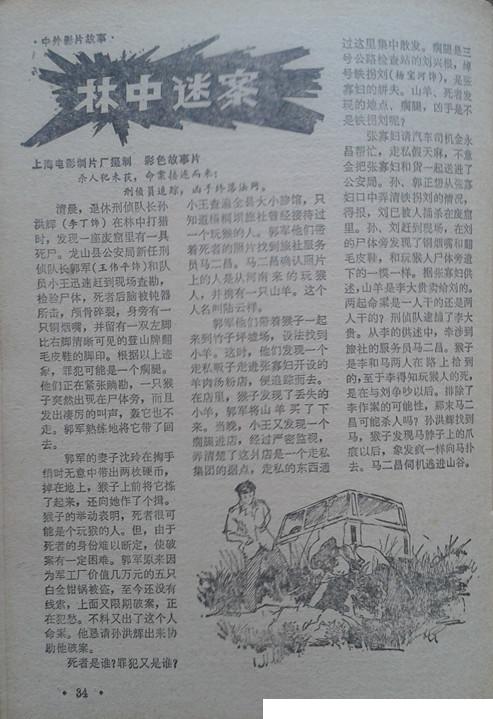 ·中外影片故事·
林中迷案
上海电影制片厂摄制 彩色故事片
杀人犯未获，命案接连而来；
刑侦员追踪，凶手终落法网。
清晨，退休刑侦队长孙
洪辉（李丁饰）在林中打猎
时，发现一座废窑里有一具
死尸。龙山县公安局新任刑
侦队长郭军（王伟平饰）和队
员小王迅速赶到现场查勘，
检验尸体，死者后脑被钝器
所击，颅骨碎裂，身旁有一
只铜烟嘴，并留有一双左脚
比右脚清晰可见的登山牌翻
毛皮鞋的脚印。根据以上迹
象，罪犯可能是一个瘸腿。
他们正在紧张勘勘，一只猴
子突然出现在尸体旁，而且
发出凄厉的叫声，轰它也不
走。郭军熟练地将它带了回
去。
郭军的妻子沈玲在掏手
绢时无意中带出两枚硬币，
掉在地上，猴子上前将它拣
了起来，还向她作了个揖。
猴子的举动表明，死者很可
能是个玩猴的人。但，由于
死者的身份难以断定，使破
案有一定困难。郭军原来因
为军工厂价值几万元的五只
白金坩锅被盗，至今还没有
线索，上面又限期破案，正
在犯愁。不料又出了这个人
命案。他恳请孙洪辉出来协
助他破案。
死者是谁？罪犯又是谁？
小王查遍全县大小旅馆，只
知道梧桐坝旅社曾经接待过
一个玩猴的人。郭军他们带
着死者的照片找到旅社服务
员马二昌。马二昌确认照片
上的人是从河南来的玩猴
人，并携有一只山羊。这个
人名叫陆云祥。
郭军他们带着猴子一起
来到竹子坪墟场，设法找到
小羊。这时，他们发现一个
走私贩子走进张寡妇开设的
羊肉汤粉店，便追踪而去。
在店里，猴子发现了丢失的
小羊，郭军将山羊买了下
来。当晚，小王又发现一个
瘸腿进店，经过严密监视，
弄清楚了这爿店是一个走私
集团的据点，走私的东西通
过这里集中散发。瘸腿是三
号公路检查站的刘兴根，绰
号铁拐刘（杨宝河饰），是张
寡妇的姘头。山羊、死者发
现的地点、瘸腿，凶手是不
是铁拐刘呢？
张寡妇请汽车司机金永
昌帮忙，走私假天麻，不意
金把张寡妇和货一起送进了
公安局。孙、郭正想从张寡
妇口中弄清铁拐刘的情况，
得报，刘已被人捅杀在废窑
里。孙、刘赶到现场，在刘
的尸体旁发现了铜烟嘴和翻
毛皮鞋，和玩猴人尸体旁遗
下的一模一样。据张寡妇供
述，山羊是李大贵卖给刘的。
两起命案是一人干的还是两
人干的？刑侦队逮捕了李大
贵。从李的供述中，李涉到
旅社的服务员马二昌。猴子
是李和马两人在路上拾到
的，至于李得知玩猴人的死，
是在与刘争吵以后，排除了
李作案的可能性，那末马二
昌可能杀人吗？孙洪辉找到
马，猴子发现马脖子上的爪
痕以后，象发疯一样向马扑
去。马二昌伺机逃进山谷。
· 34 ·